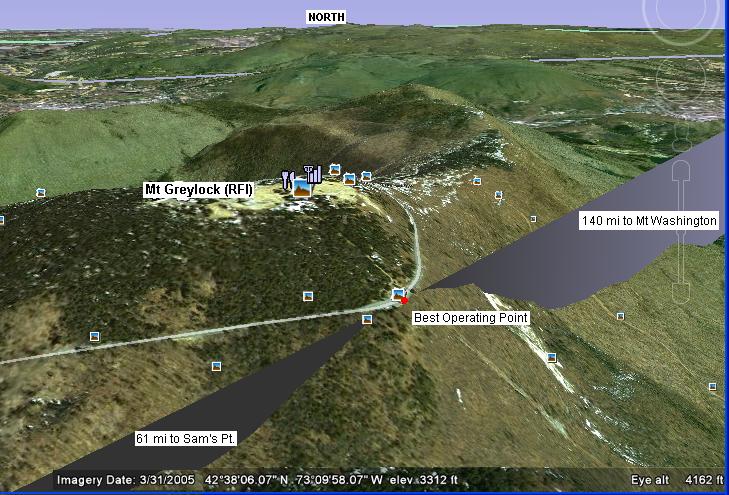 NORTH
Mt Greylock (RFI)
140 mi to Mt Washington
Best Operating Point
61 mi to Sam's Pt.
Imagery Date: 3/31/2005 42°38'06.07" N -73°09'58.07" W elev 3312 ft
Eye alt 4162 ft